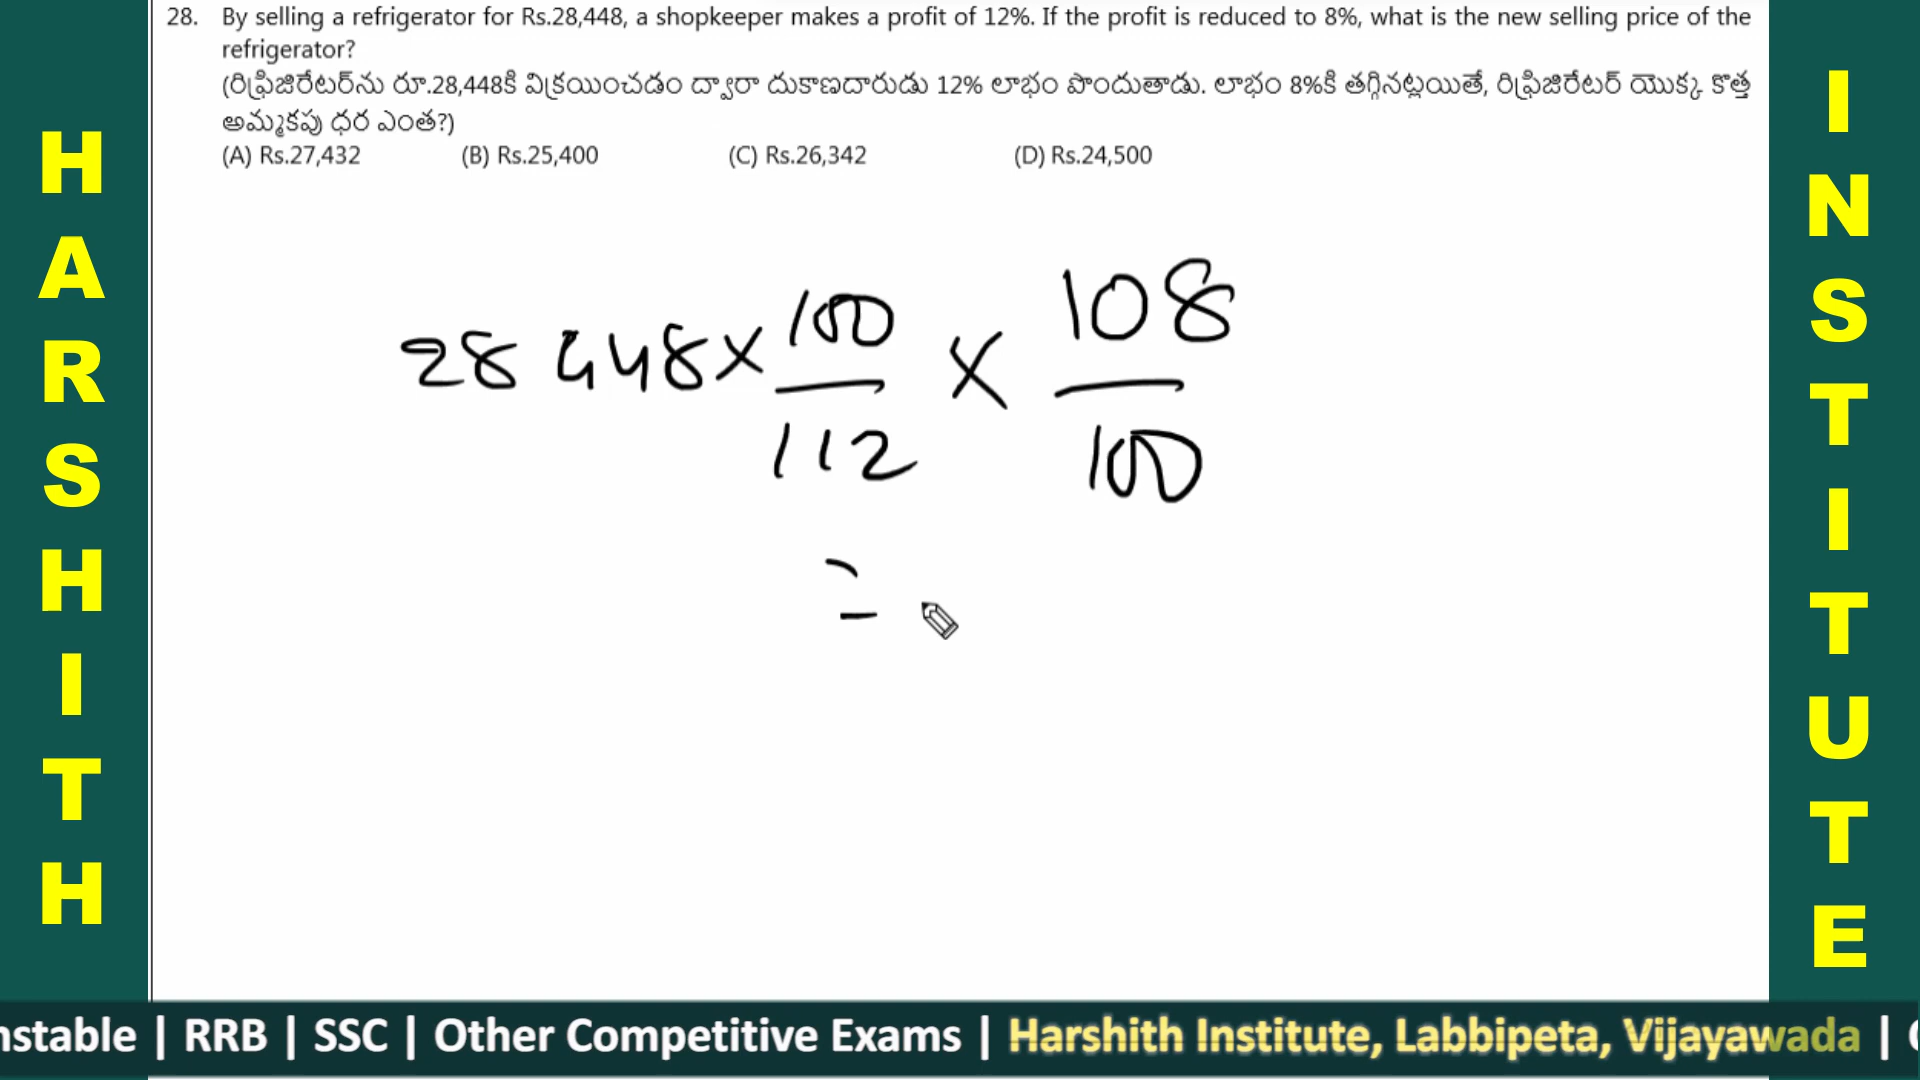 28. By selling a refrigerator for Rs.28,448, a shopkeeper makes a profit of 12%. If the profit is reduced to 8%, what is the new selling price of the
refrigerator?
(రిఫ్రిజిరేటర్‌ను రూ.28,448కి విక్రయించడం ద్వారా దుకాణదారుడు 12% లాభం పొందుతాడు. లాభం 8%కి తగ్గినట్లయితే, రిఫ్రిజిరేటర్ యొక్క కొత్త
అమ్మకపు ధర ఎంత?)
(A) Rs.27,432 (B) Rs.25,400 (C) Rs.26,342 (D) Rs.24,500
28448 × 100/112 × 108/100
=
HARSHITH
INSTITUTE
nstable | RRB | SSC | Other Competitive Exams | Harshith Institute, Labbipeta, Vijayawada |